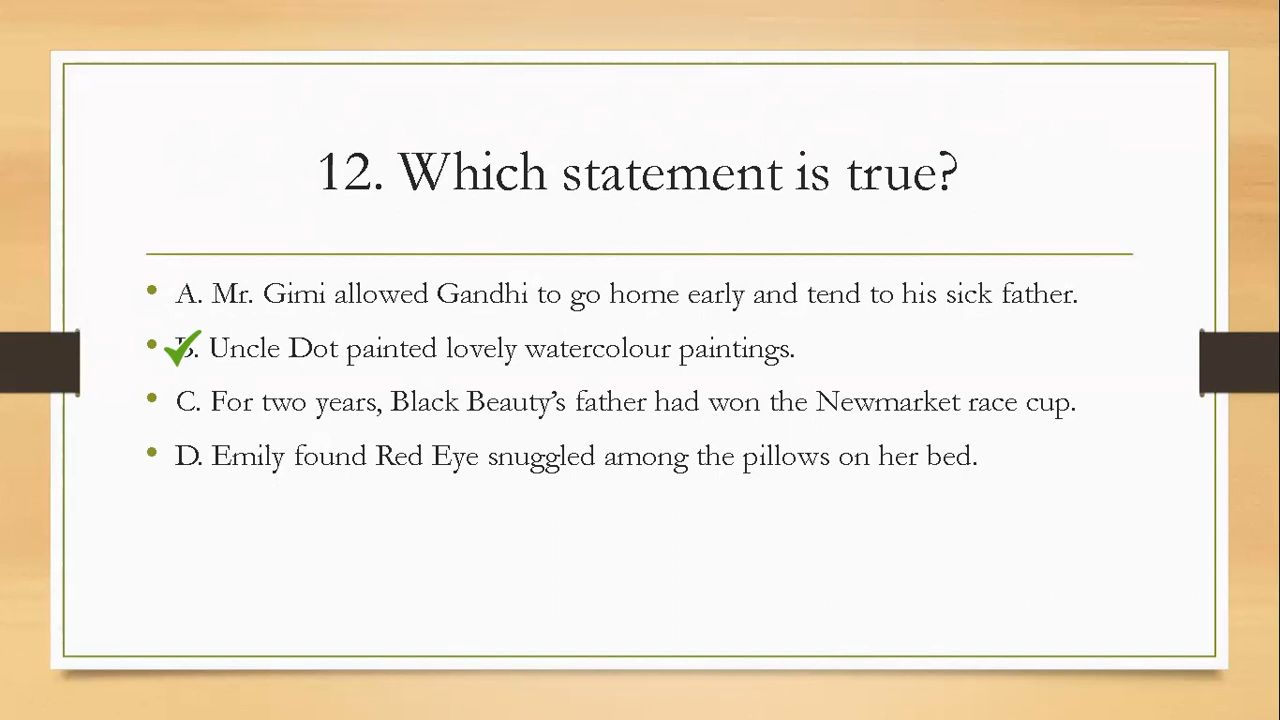 12. Which statement is true?
• A. Mr. Gimi allowed Gandhi to go home early and tend to his sick father.
• B. Uncle Dot painted lovely watercolour paintings.
• C. For two years, Black Beauty’s father had won the Newmarket race cup.
• D. Emily found Red Eye snuggled among the pillows on her bed.